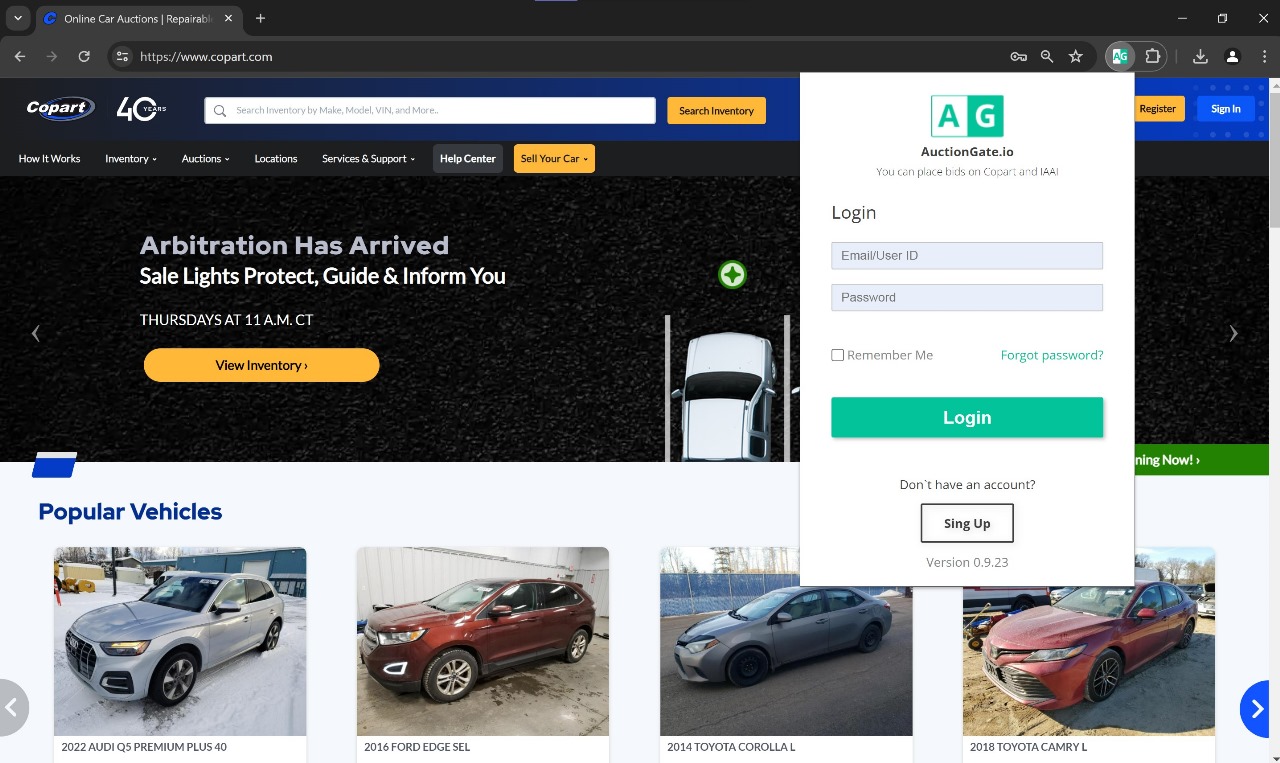 Online Car Auctions | Repairabl
https://www.copart.com
AG
Copart
40 YEARS
Search Inventory by Make, Model, VIN, and More..
Search Inventory
Register
Sign In
How It Works
Inventory
Auctions
Locations
Services & Support
Help Center
Sell Your Car
Arbitration Has Arrived
Sale Lights Protect, Guide & Inform You
THURSDAYS AT 11 A.M. CT
View Inventory ›
AG
AuctionGate.io
You can place bids on Copart and IAAI
Login
Email/User ID
Password
Remember Me
Forgot password?
Login
Don`t have an account?
Sing Up
Version 0.9.23
ning Now! ›
Popular Vehicles
2022 AUDI Q5 PREMIUM PLUS 40
2016 FORD EDGE SEL
2014 TOYOTA COROLLA L
2018 TOYOTA CAMRY L